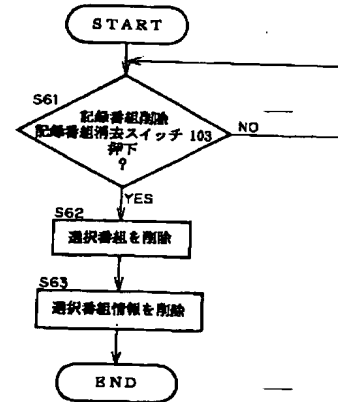 START
S61
記録番組削除
記録番組消去スイッチ 103
押下
?
NO
YES
S62
選択番組を削除
S63
選択番組情報を削除
END